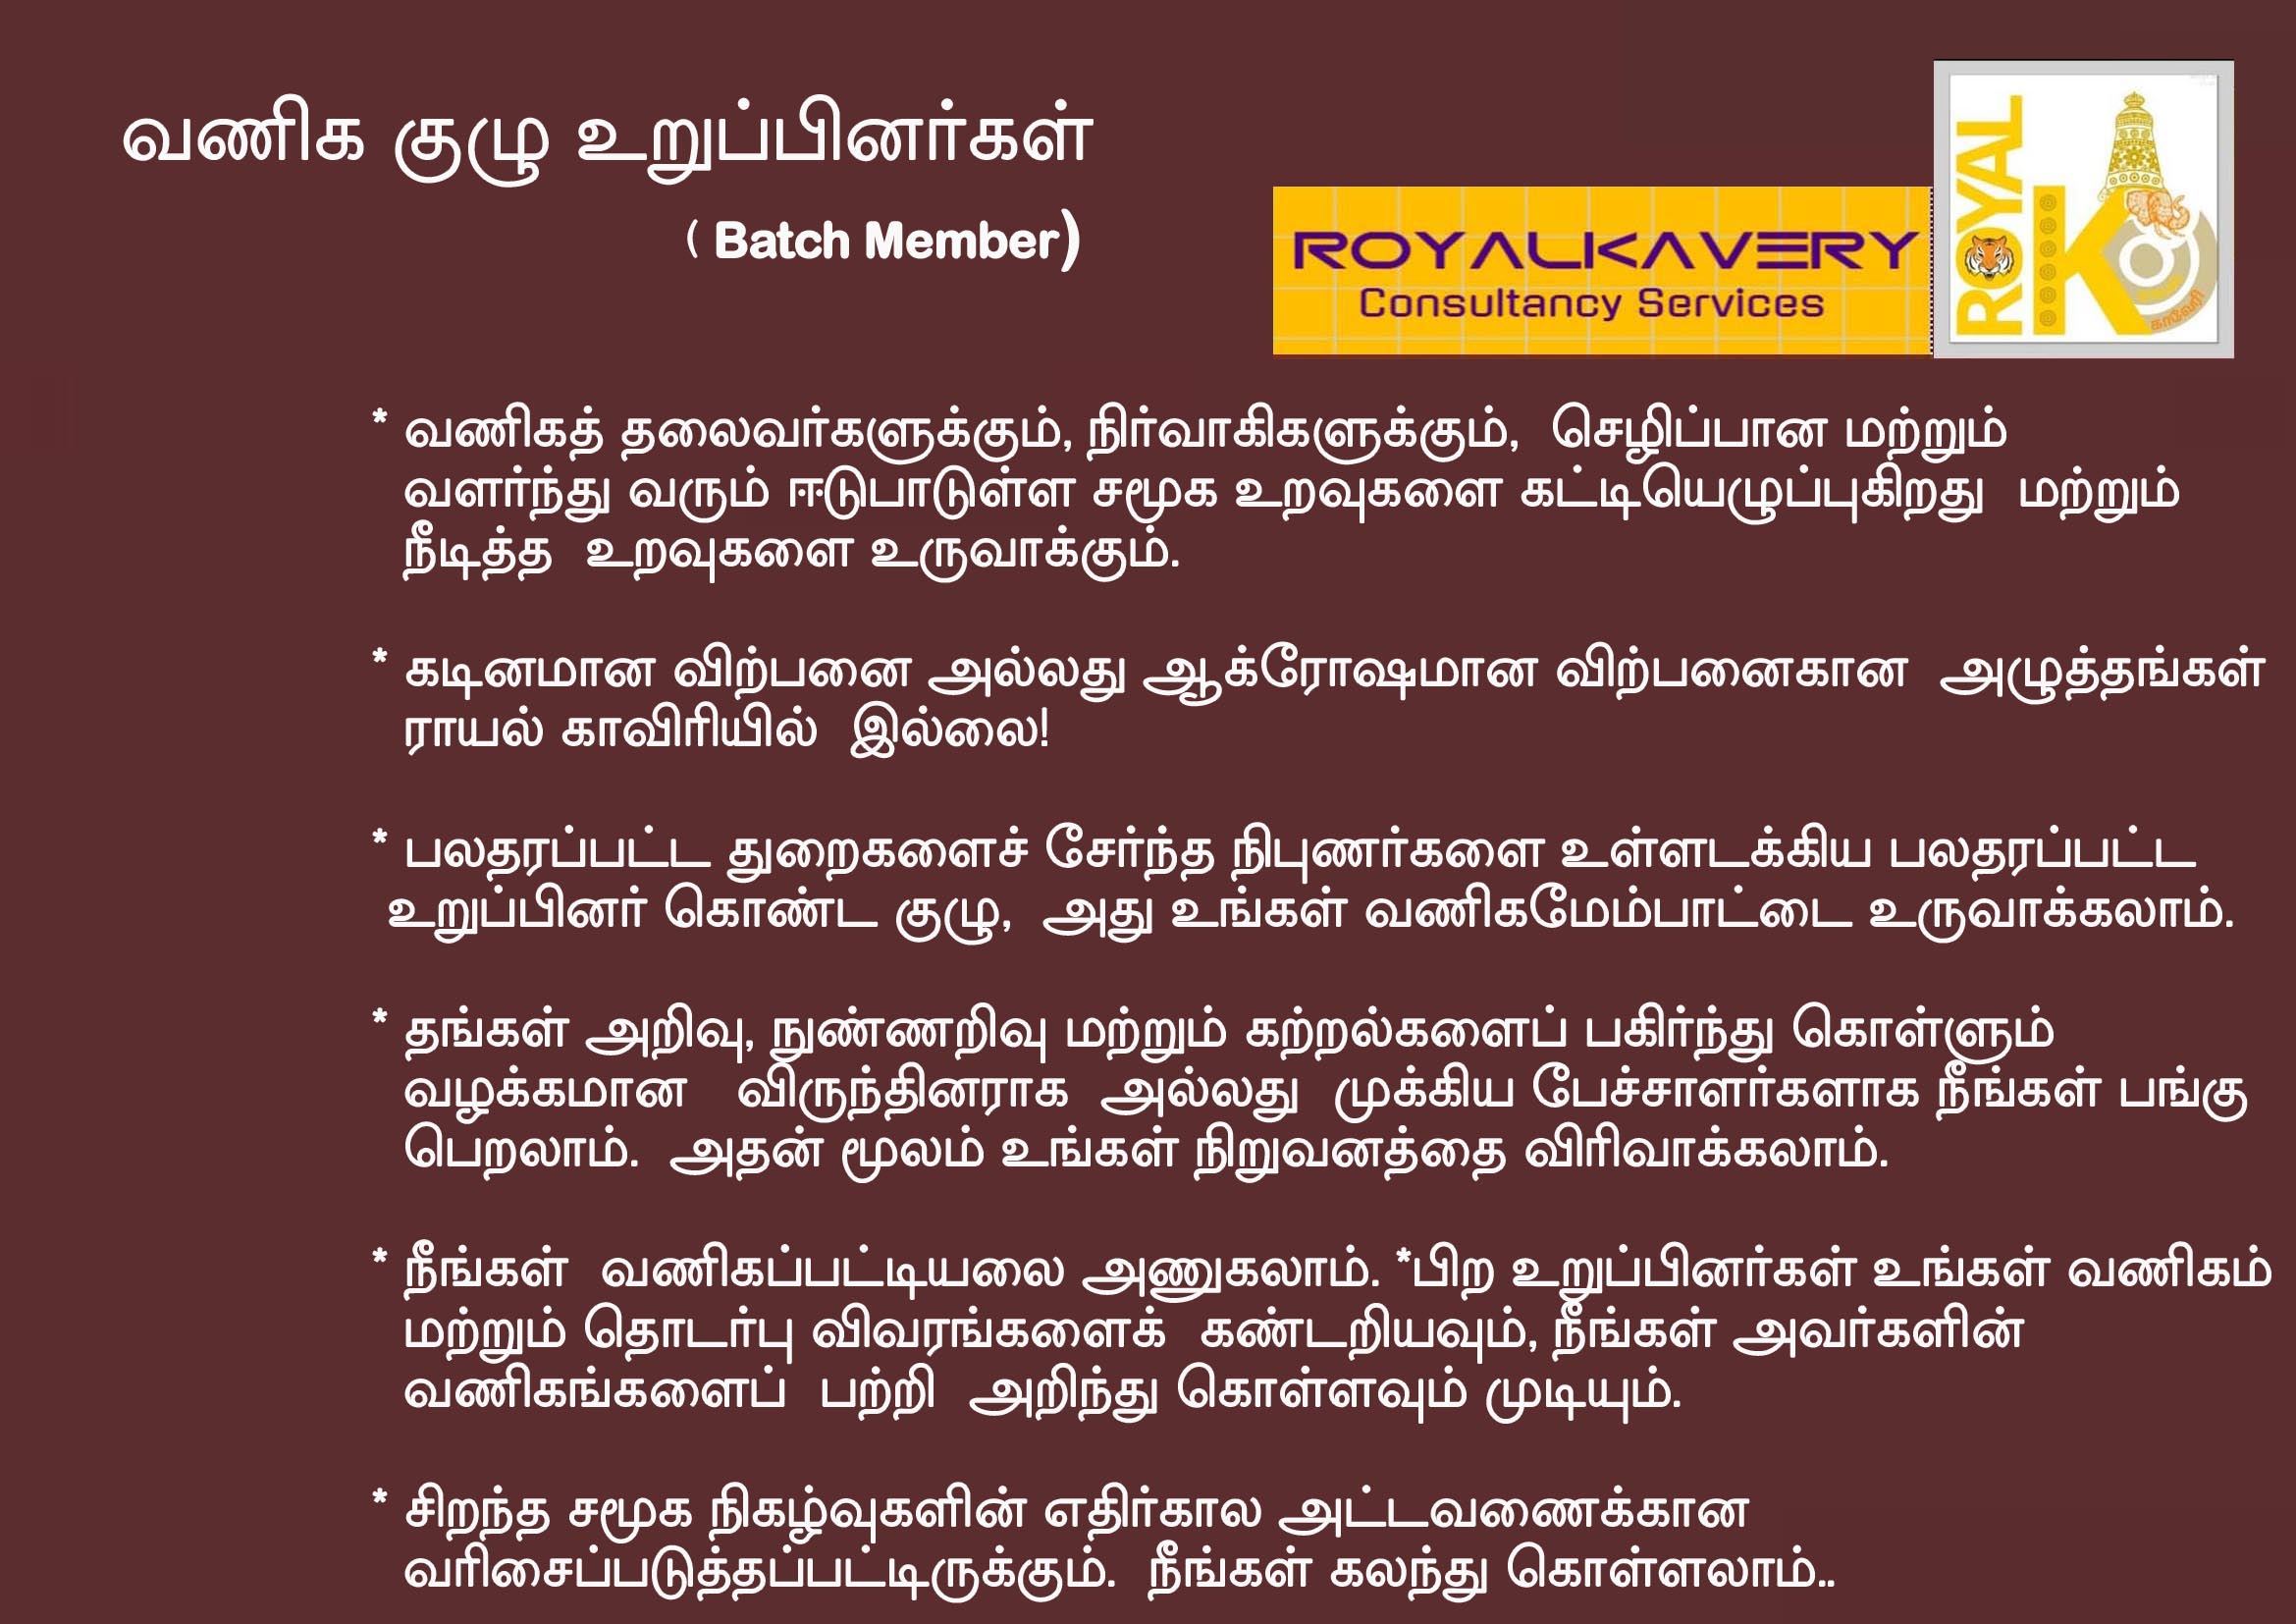 வணிக குழு உறுப்பினர்கள்
( Batch Member)
ROYALKAVERY
Consultancy Services
ROYAL
K
காவேரி
* வணிகத் தலைவர்களுக்கும், நிர்வாகிகளுக்கும், செழிப்பான மற்றும்
வளர்ந்து வரும் ஈடுபாடுள்ள சமூக உறவுகளை கட்டியெழுப்புகிறது மற்றும்
நீடித்த உறவுகளை உருவாக்கும்.
* கடினமான விற்பனை அல்லது ஆக்ரோஷமான விற்பனைகான அழுத்தங்கள்
ராயல் காவிரியில் இல்லை!
* பலதரப்பட்ட துறைகளைச் சேர்ந்த நிபுணர்களை உள்ளடக்கிய பலதரப்பட்ட
உறுப்பினர் கொண்ட குழு, அது உங்கள் வணிகமேம்பாட்டை உருவாக்கலாம்.
* தங்கள் அறிவு, நுண்ணறிவு மற்றும் கற்றல்களைப் பகிர்ந்து கொள்ளும்
வழக்கமான விருந்தினராக அல்லது முக்கிய பேச்சாளர்களாக நீங்கள் பங்கு
பெறலாம். அதன் மூலம் உங்கள் நிறுவனத்தை விரிவாக்கலாம்.
* நீங்கள் வணிகப்பட்டியலை அணுகலாம். *பிற உறுப்பினர்கள் உங்கள் வணிகம்
மற்றும் தொடர்பு விவரங்களைக் கண்டறியவும், நீங்கள் அவர்களின்
வணிகங்களைப் பற்றி அறிந்து கொள்ளவும் முடியும்.
* சிறந்த சமூக நிகழ்வுகளின் எதிர்கால அட்டவணைக்கான
வரிசைப்படுத்தப்பட்டிருக்கும். நீங்கள் கலந்து கொள்ளலாம்..